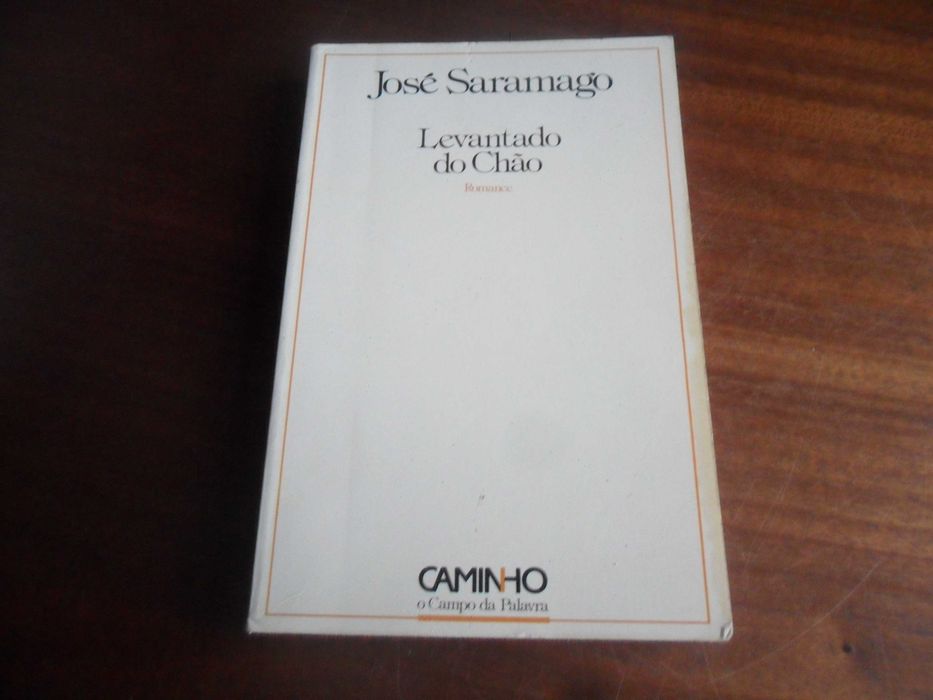 José Saramago
Levantado
do Chão
Romance
CAMINHO
o Campo da Palavra